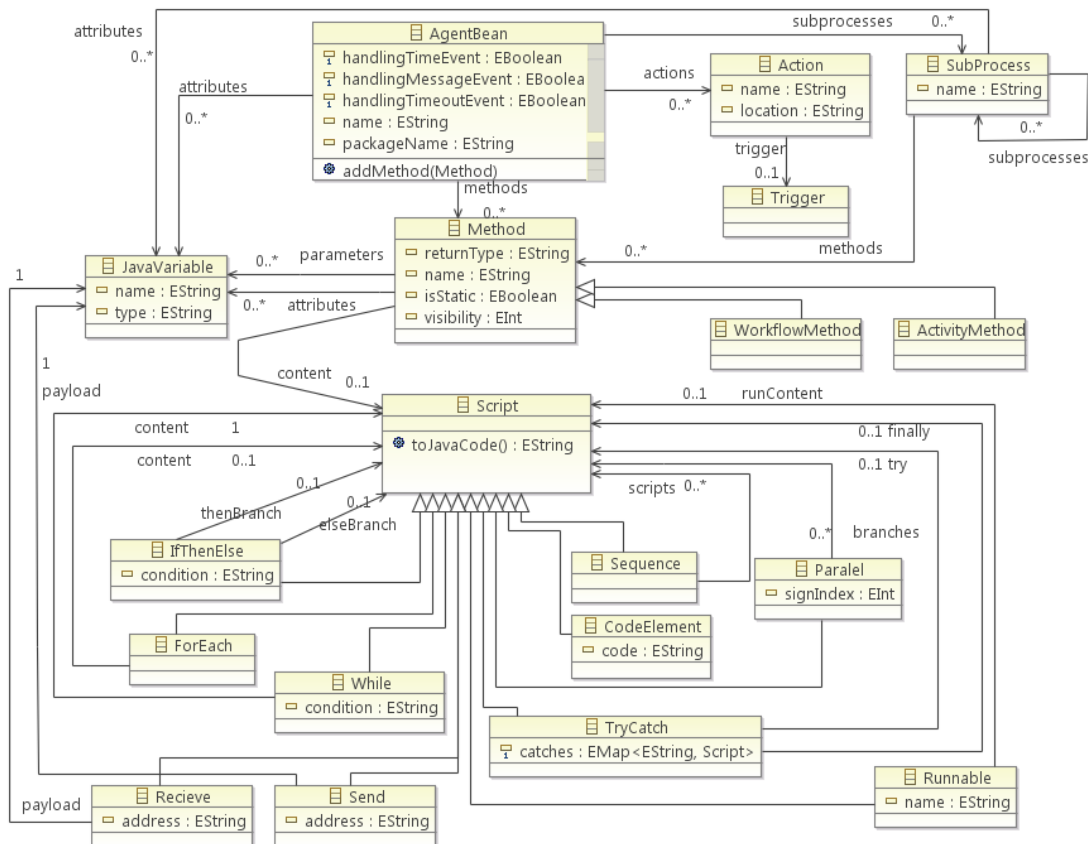 attributes
0..*
AgentBean
handlingTimeEvent : EBoolean
handlingMessageEvent : EBoolea
handlingTimeoutEvent : EBoolean
name : EString
packageName : EString
addMethod(Method)
subprocesses
0..*
actions
0..*
Action
name : EString
location : EString
SubProcess
name : EString
0..*
subprocesses
attributes
0..*
trigger
0..1
Trigger
methods
0..*
Method
returnType : EString
name : EString
isStatic : EBoolean
visibility : EInt
0..*
methods
1
JavaVariable
name : EString
type : EString
0..*
parameters
0..*
attributes
WorkflowMethod
ActivityMethod
1
payload
content
0..1
Script
toJavaCode() : EString
0..1
runContent
content
1
content
0..1
0..1 finally
0..1 try
0..1
thenBranch
0..1
elseBranch
scripts
0..*
0..*
branches
IfThenElse
condition : EString
Sequence
Paralel
signIndex : EInt
ForEach
CodeElement
code : EString
While
condition : EString
TryCatch
catches : EMap<EString, Script>
Runnable
name : EString
payload
Recieve
address : EString
Send
address : EString